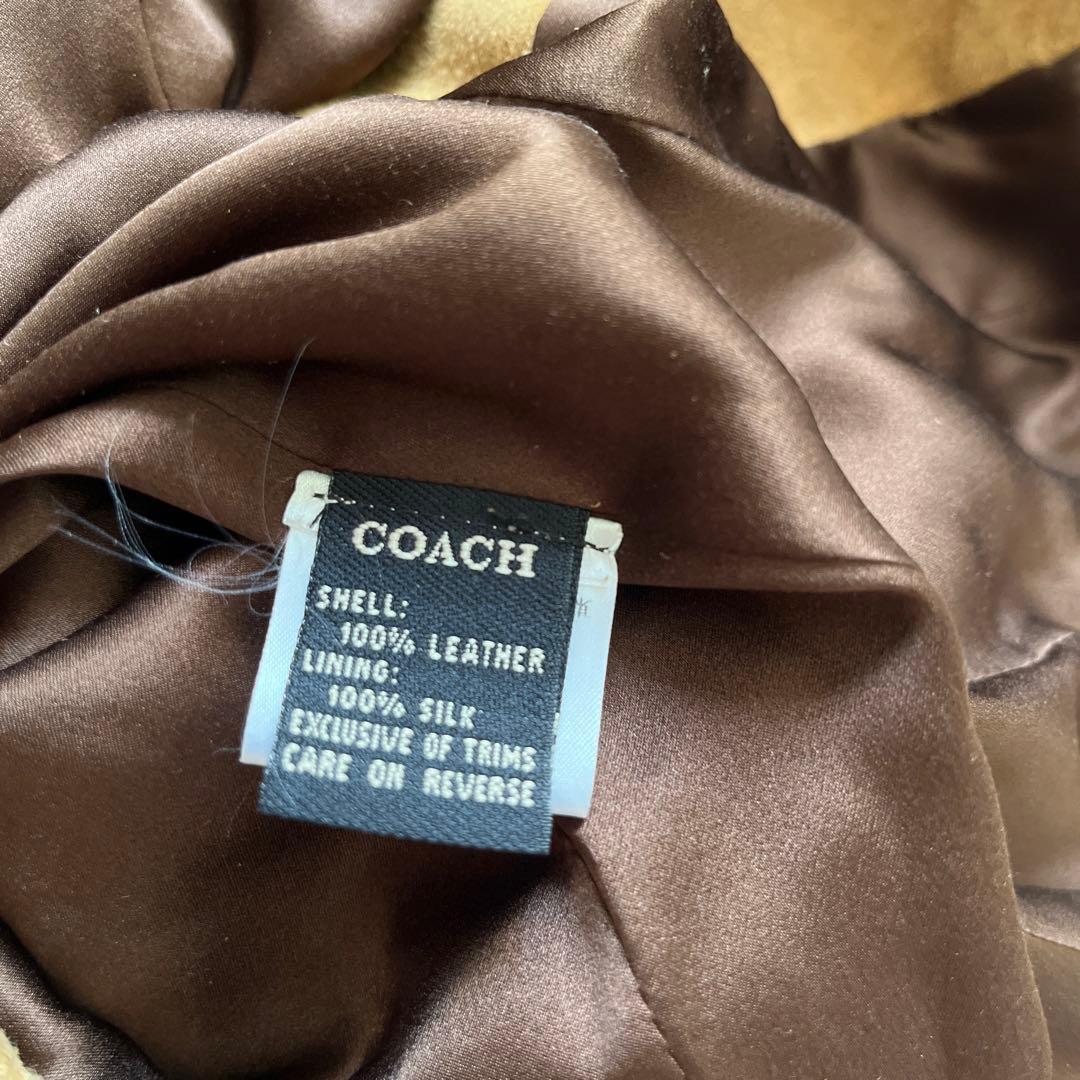 COACH
SHELL:
100% LEATHER
LINING:
100% SILK
EXCLUSIVE OF TRIMS
CARE ON REVERSE